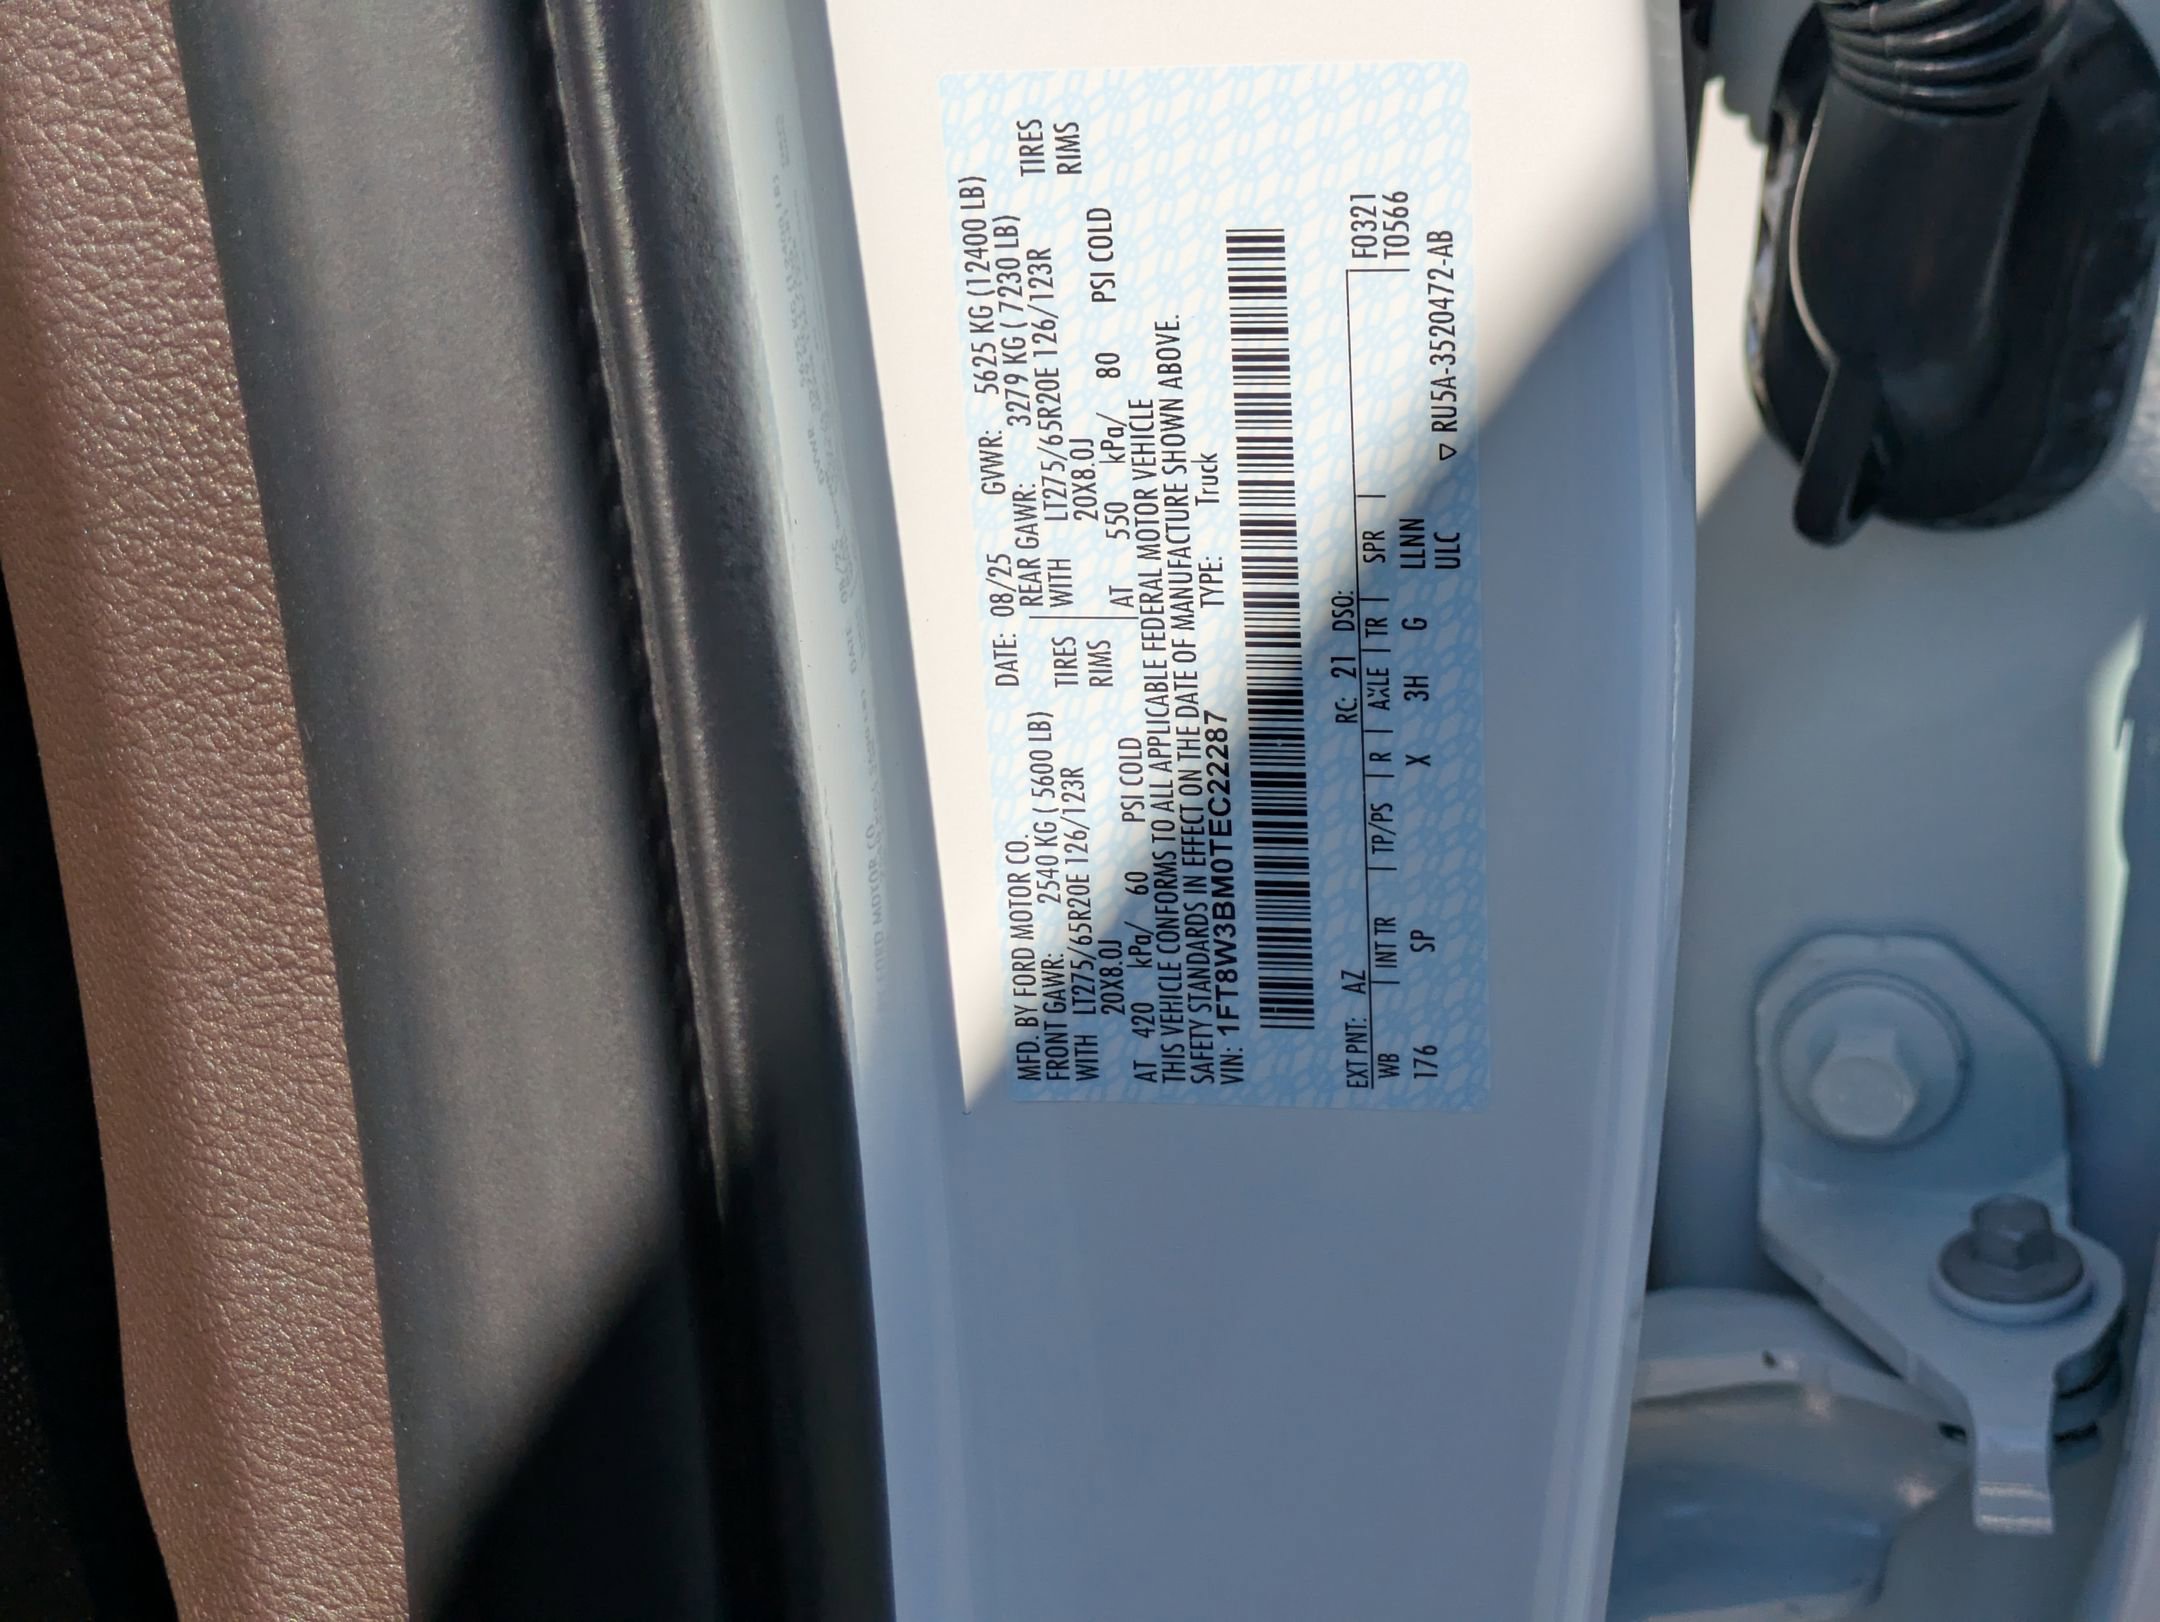 MFD. BY FORD MOTOR CO. DATE: 08/25 GVWR: 5625 KG (12400 LB)
FRONT GAWR: 2540 KG ( 5600 LB) REAR GAWR: 3279 KG ( 7230 LB)
WITH LT275/65R20E 126/123R TIRES WITH LT275/65R20E 126/123R TIRES
20X8.0J RIMS 20X8.0J RIMS
AT 420 kPa/ 60 PSI COLD AT 550 kPa/ 80 PSI COLD
THIS VEHICLE CONFORMS TO ALL APPLICABLE FEDERAL MOTOR VEHICLE
SAFETY STANDARDS IN EFFECT ON THE DATE OF MANUFACTURE SHOWN ABOVE.
VIN: 1FT8W3BM0TEC22287 TYPE: Truck
EXT PNT: AZ RC: 21 DSO: F0321
WB | INT TR | TP/PS | R | AXLE | TR | SPR | T0566
176 SP X 3H G LLNN
ULC ▽ RU5A-3520472-AB